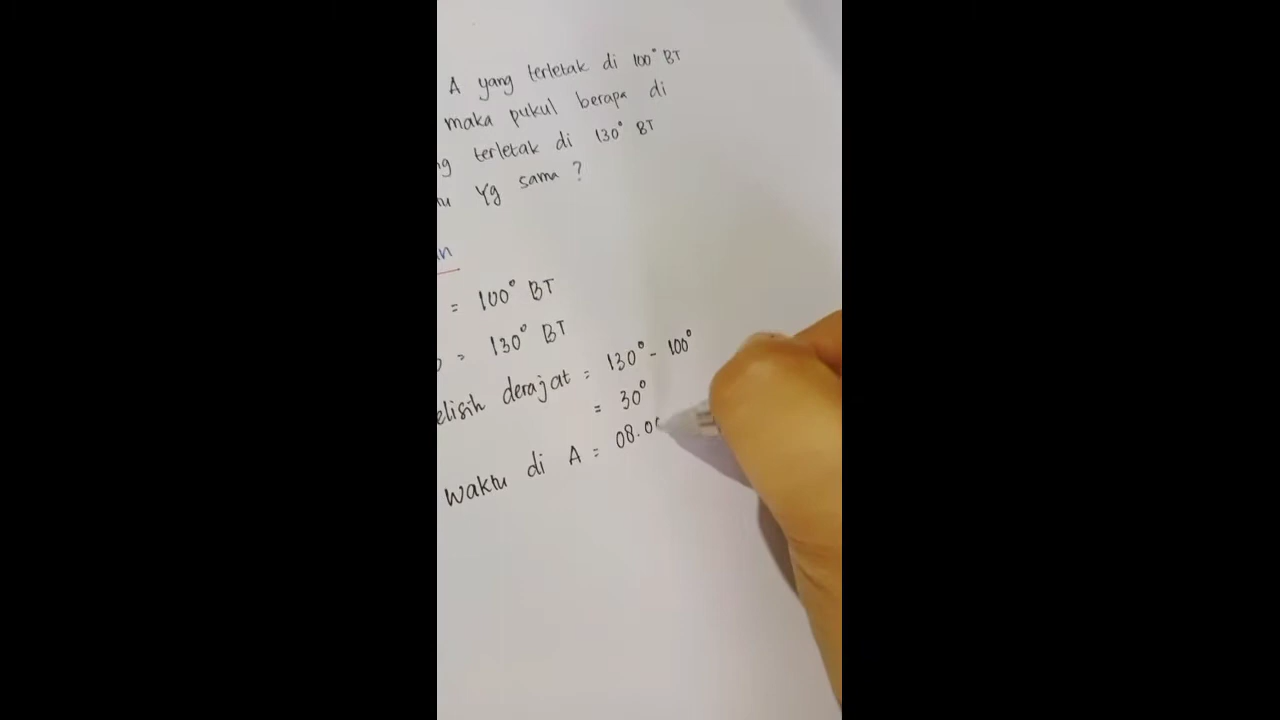 A yang terletak di 100° BT
maka pukul berapa di
terletak di 130° BT
Yg sama ?
= 100° BT
= 130° BT
derajat = 130° - 100°
= 30°
waktu di A = 08.0